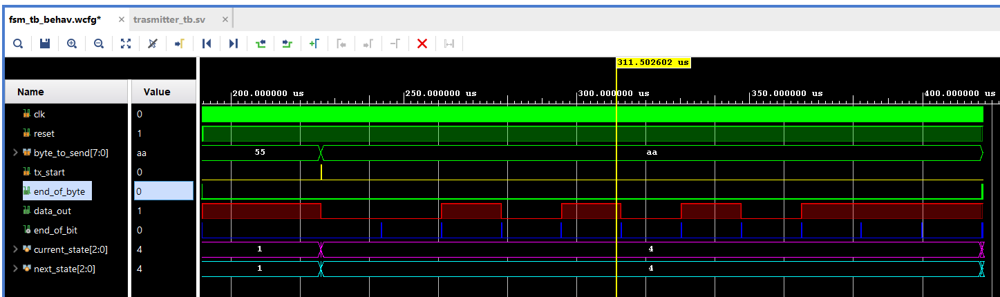 fsm_tb_behav.wcfg* × trasmitter_tb.sv ×
311.502602 us
Name Value
200.000000 us 250.000000 us 300.000000 us 350.000000 us 400.000000 us
clk 0
reset 1
byte_to_send[7:0] aa 55 aa
tx_start 0
end_of_byte 0
data_out 1
end_of_bit 0
current_state[2:0] 4 1 4
next_state[2:0] 4 1 4